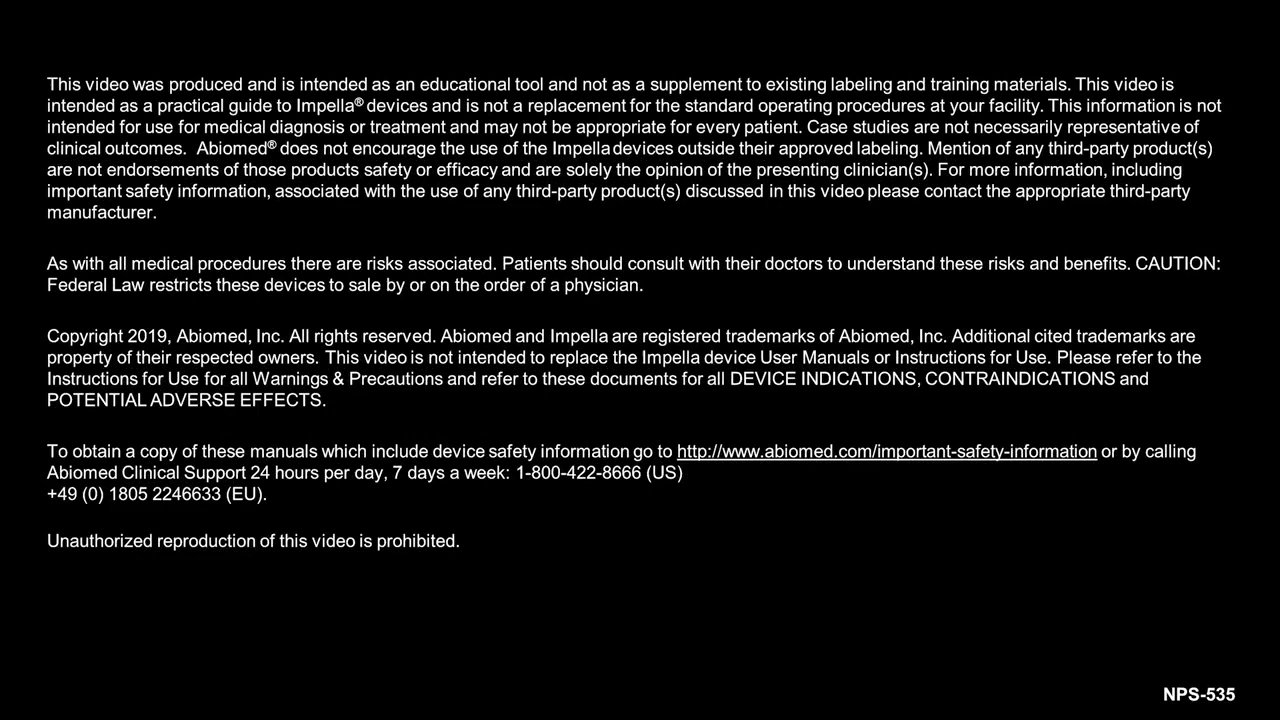 This video was produced and is intended as an educational tool and not as a supplement to existing labeling and training materials. This video is
intended as a practical guide to Impella® devices and is not a replacement for the standard operating procedures at your facility. This information is not
intended for use for medical diagnosis or treatment and may not be appropriate for every patient. Case studies are not necessarily representative of
clinical outcomes. Abiomed® does not encourage the use of the Impella devices outside their approved labeling. Mention of any third-party product(s)
are not endorsements of those products safety or efficacy and are solely the opinion of the presenting clinician(s). For more information, including
important safety information, associated with the use of any third-party product(s) discussed in this video please contact the appropriate third-party
manufacturer.
As with all medical procedures there are risks associated. Patients should consult with their doctors to understand these risks and benefits. CAUTION:
Federal Law restricts these devices to sale by or on the order of a physician.
Copyright 2019, Abiomed, Inc. All rights reserved. Abiomed and Impella are registered trademarks of Abiomed, Inc. Additional cited trademarks are
property of their respected owners. This video is not intended to replace the Impella device User Manuals or Instructions for Use. Please refer to the
Instructions for Use for all Warnings & Precautions and refer to these documents for all DEVICE INDICATIONS, CONTRAINDICATIONS and
POTENTIAL ADVERSE EFFECTS.
To obtain a copy of these manuals which include device safety information go to http://www.abiomed.com/important-safety-information or by calling
Abiomed Clinical Support 24 hours per day, 7 days a week: 1-800-422-8666 (US)
+49 (0) 1805 2246633 (EU).
Unauthorized reproduction of this video is prohibited.
NPS-535